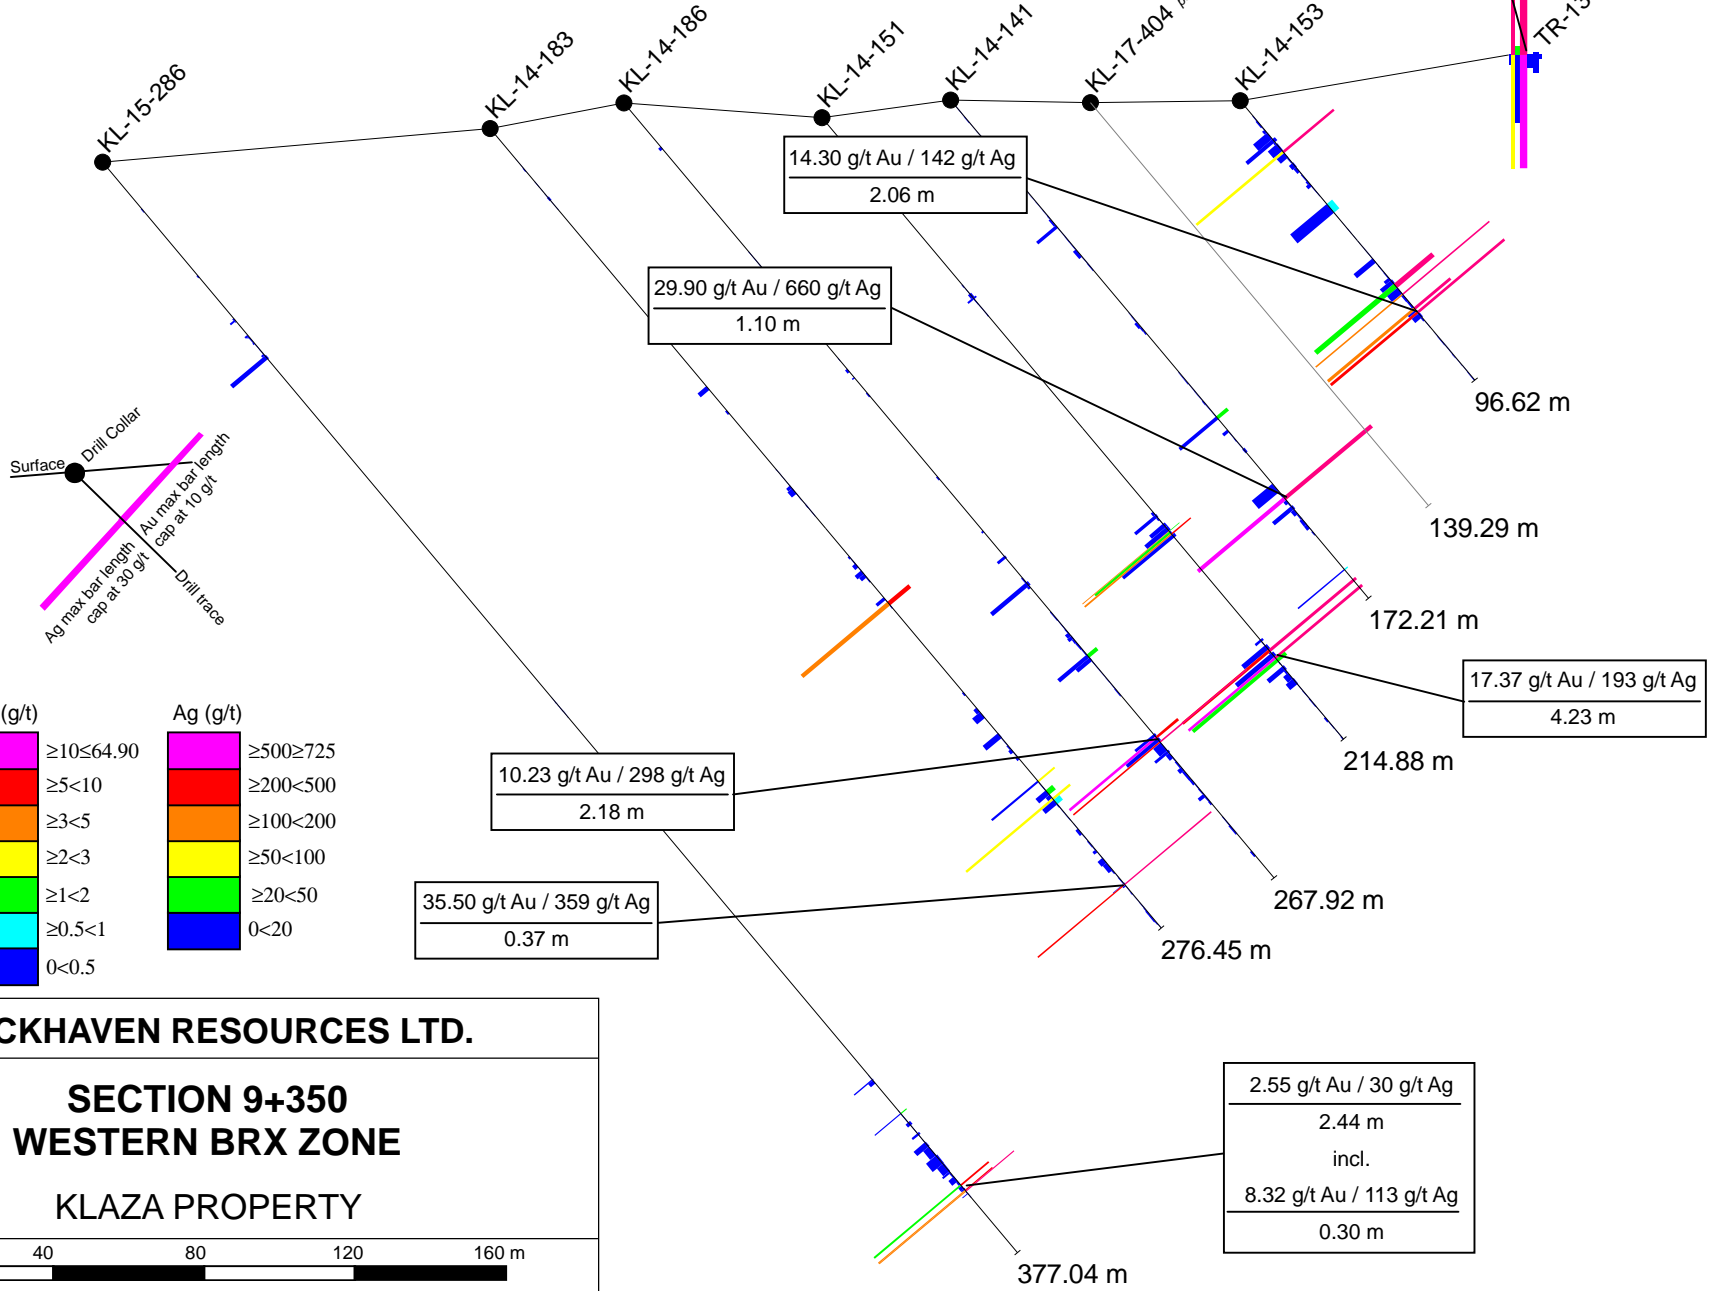 KL-15-286
KL-14-183
KL-14-186
KL-14-151
KL-14-141
KL-17-404
KL-14-153
TR-13
14.30 g/t Au / 142 g/t Ag
2.06 m
29.90 g/t Au / 660 g/t Ag
1.10 m
96.62 m
139.29 m
172.21 m
17.37 g/t Au / 193 g/t Ag
4.23 m
214.88 m
10.23 g/t Au / 298 g/t Ag
2.18 m
267.92 m
35.50 g/t Au / 359 g/t Ag
0.37 m
276.45 m
2.55 g/t Au / 30 g/t Ag
2.44 m
incl.
8.32 g/t Au / 113 g/t Ag
0.30 m
377.04 m
Surface
Drill Collar
Au max bar length
cap at 10 g/t
Ag max bar length
cap at 30 g/t
Drill trace
(g/t)
≥10≤64.90
≥5<10
≥3<5
≥2<3
≥1<2
≥0.5<1
0<0.5
Ag (g/t)
≥500≥725
≥200<500
≥100<200
≥50<100
≥20<50
0<20
CKHAVEN RESOURCES LTD.
SECTION 9+350
WESTERN BRX ZONE
KLAZA PROPERTY
40 80 120 160 m